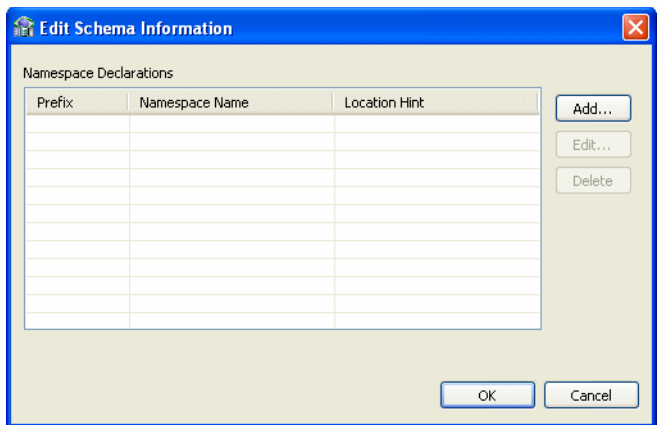 Edit Schema Information
Namespace Declarations
Prefix Namespace Name Location Hint
Add...
Edit...
Delete
OK Cancel